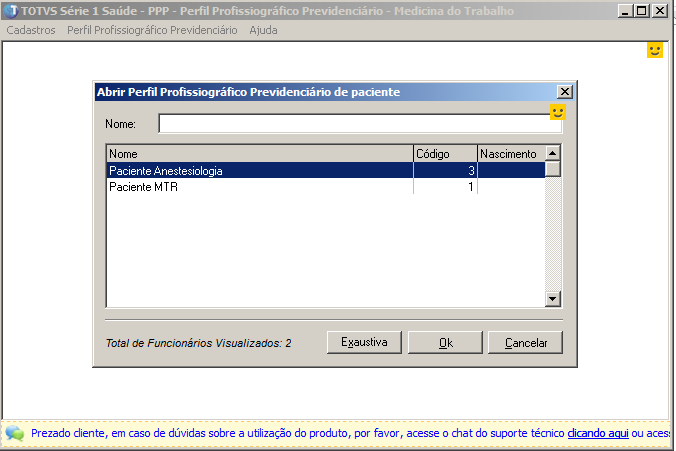 TOTVS Série 1 Saúde - PPP - Perfil Profissiográfico Previdenciário - Medicina do Trabalho
Cadastros Perfil Profissiográfico Previdenciário Ajuda
Abrir Perfil Profissiográfico Previdenciário de paciente
Nome:
Nome Código Nascimento
Paciente Anestesiologia 3
Paciente MTR 1
Total de Funcionários Visualizados: 2 Exaustiva Ok Cancelar
Prezado cliente, em caso de dúvidas sobre a utilização do produto, por favor, acesse o chat do suporte técnico clicando aqui ou aces